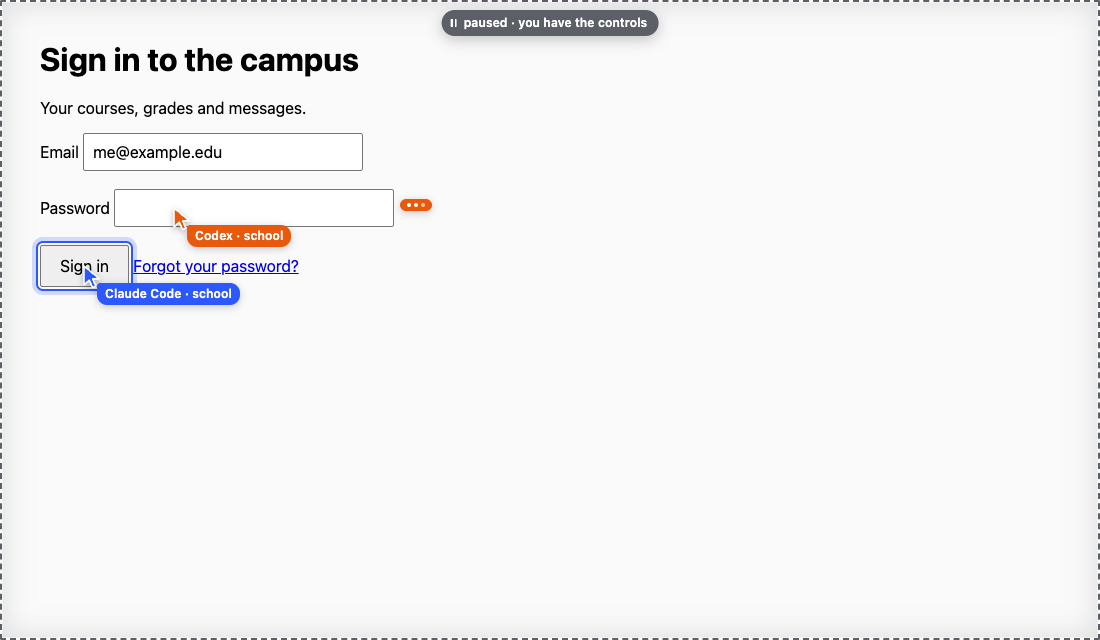 paused · you have the controls
Sign in to the campus
Your courses, grades and messages.
Email me@example.edu
Password
Codex · school
Sign in Forgot your password?
Claude Code · school